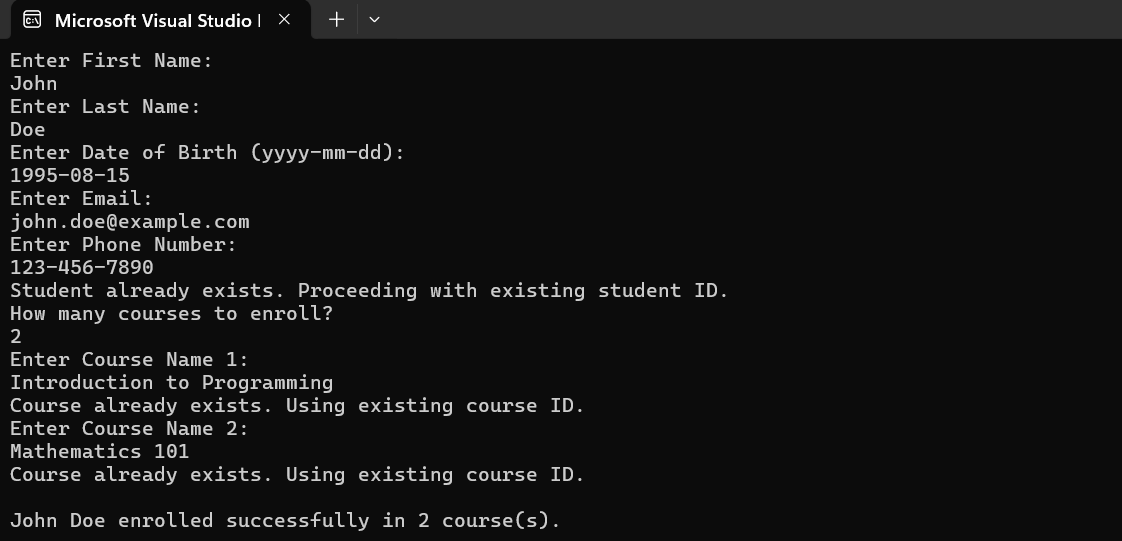 Microsoft Visual Studio
Enter First Name:
John
Enter Last Name:
Doe
Enter Date of Birth (yyyy-mm-dd):
1995-08-15
Enter Email:
john.doe@example.com
Enter Phone Number:
123-456-7890
Student already exists. Proceeding with existing student ID.
How many courses to enroll?
2
Enter Course Name 1:
Introduction to Programming
Course already exists. Using existing course ID.
Enter Course Name 2:
Mathematics 101
Course already exists. Using existing course ID.
John Doe enrolled successfully in 2 course(s).